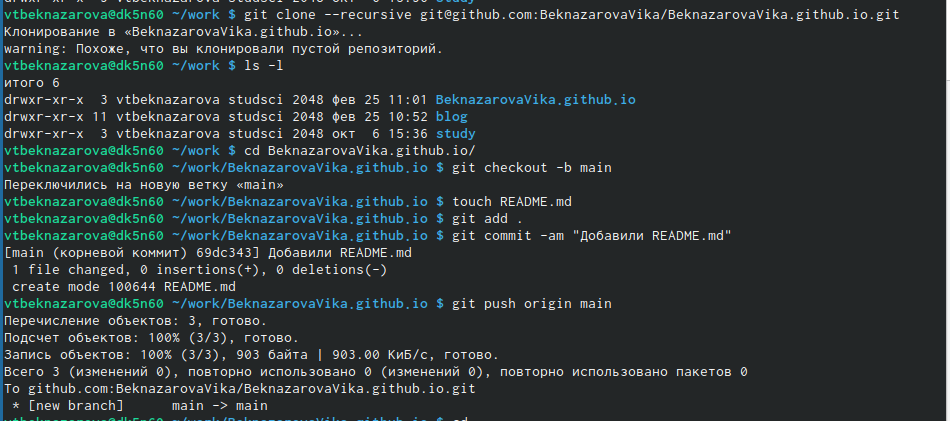 vtbeknazarova@dk5n60 ~/work $ git clone --recursive git@github.com:BeknazarovaVika/BeknazarovaVika.github.io.git
Клонирование в «BeknazarovaVika.github.io»...
warning: Похоже, что вы клонировали пустой репозиторий.
vtbeknazarova@dk5n60 ~/work $ ls -l
итого 6
drwxr-xr-x  3 vtbeknazarova studsci 2048 фев 25 11:01 BeknazarovaVika.github.io
drwxr-xr-x 11 vtbeknazarova studsci 2048 фев 25 10:52 blog
drwxr-xr-x  3 vtbeknazarova studsci 2048 окт  6 15:36 study
vtbeknazarova@dk5n60 ~/work $ cd BeknazarovaVika.github.io/
vtbeknazarova@dk5n60 ~/work/BeknazarovaVika.github.io $ git checkout -b main
Переключились на новую ветку «main»
vtbeknazarova@dk5n60 ~/work/BeknazarovaVika.github.io $ touch README.md
vtbeknazarova@dk5n60 ~/work/BeknazarovaVika.github.io $ git add .
vtbeknazarova@dk5n60 ~/work/BeknazarovaVika.github.io $ git commit -am "Добавили README.md"
[main (корневой коммит) 69dc343] Добавили README.md
 1 file changed, 0 insertions(+), 0 deletions(-)
 create mode 100644 README.md
vtbeknazarova@dk5n60 ~/work/BeknazarovaVika.github.io $ git push origin main
Перечисление объектов: 3, готово.
Подсчет объектов: 100% (3/3), готово.
Запись объектов: 100% (3/3), 903 байта | 903.00 КиБ/с, готово.
Всего 3 (изменений 0), повторно использовано 0 (изменений 0), повторно использовано пакетов 0
To github.com:BeknazarovaVika/BeknazarovaVika.github.io.git
 * [new branch]      main -> main